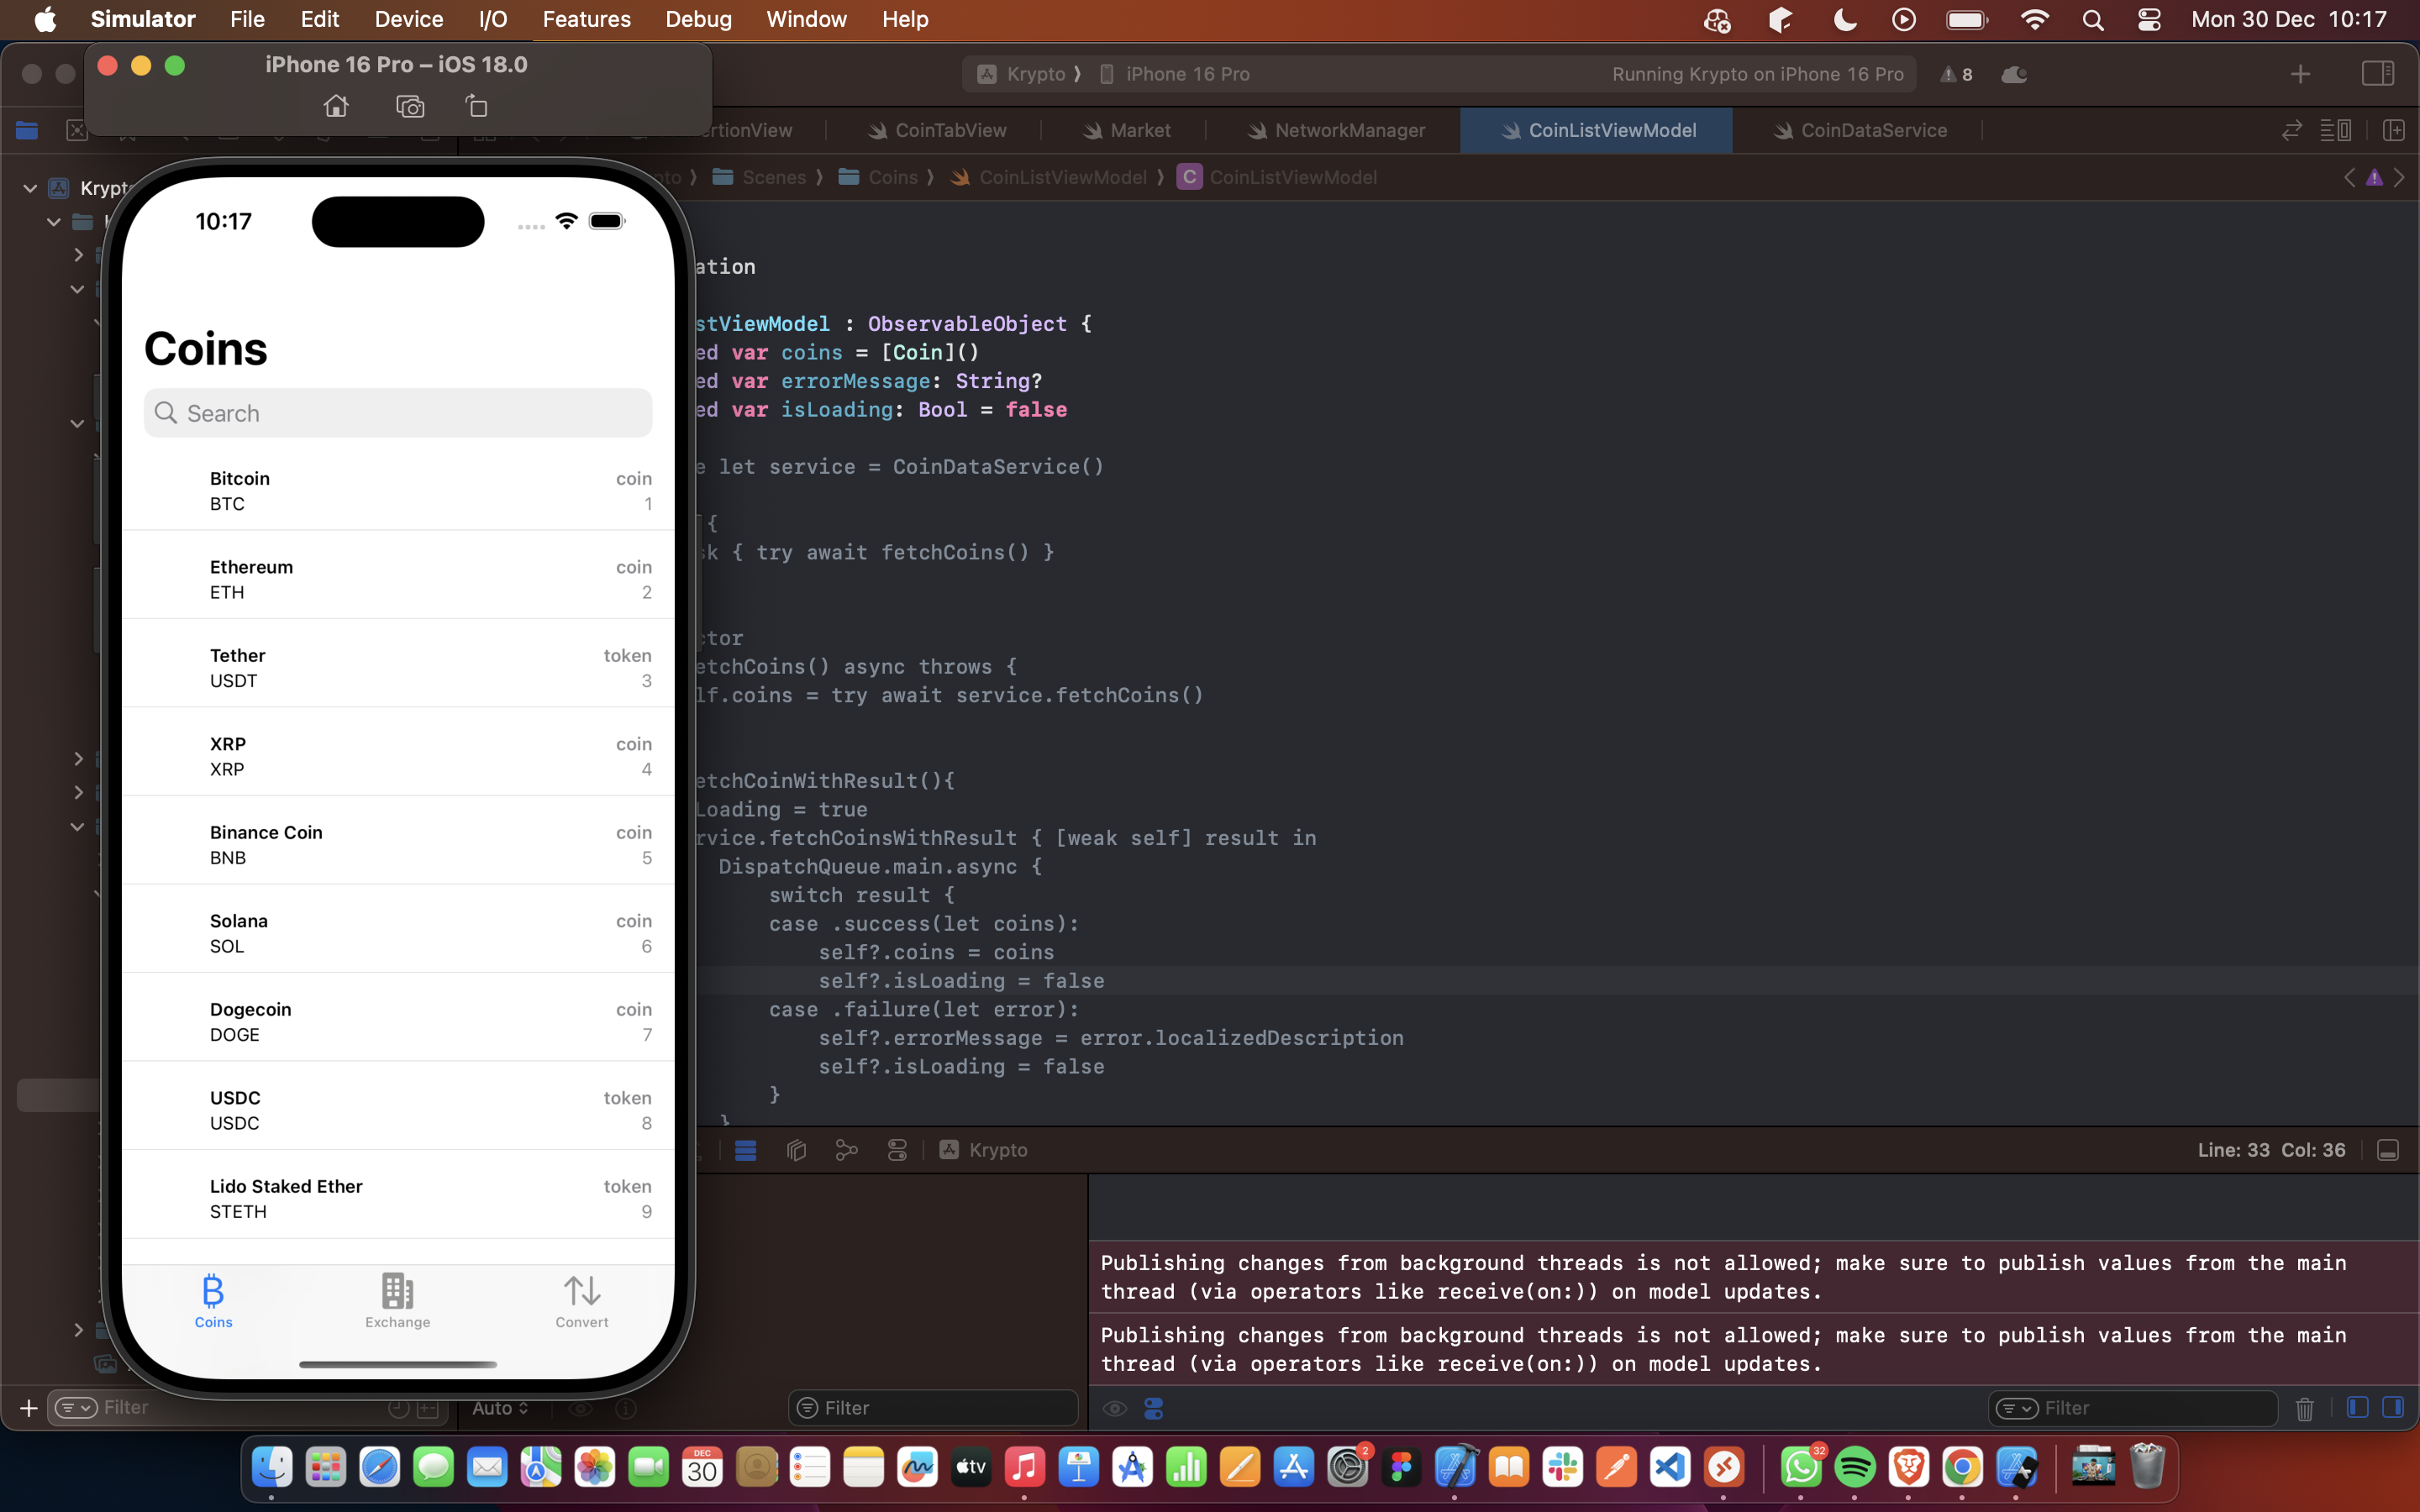 Simulator File Edit Device I/O Features Debug Window Help Mon 30 Dec 10:17
iPhone 16 Pro – iOS 18.0
Krypto ⟩ iPhone 16 Pro Running Krypto on iPhone 16 Pro 8
CoinTabView Market NetworkManager CoinListViewModel CoinDataService
Scenes ⟩ Coins ⟩ CoinListViewModel ⟩ C CoinListViewModel
10:17
Coins
Search
Bitcoin coin
BTC 1
Ethereum coin
ETH 2
Tether token
USDT 3
XRP coin
XRP 4
Binance Coin coin
BNB 5
Solana coin
SOL 6
Dogecoin coin
DOGE 7
USDC token
USDC 8
Lido Staked Ether token
STETH 9
Coins Exchange Convert
ation
stViewModel : ObservableObject {
ed var coins = [Coin]()
ed var errorMessage: String?
ed var isLoading: Bool = false
e let service = CoinDataService()
{
sk { try await fetchCoins() }
ctor
etchCoins() async throws {
lf.coins = try await service.fetchCoins()
etchCoinWithResult(){
Loading = true
rvice.fetchCoinsWithResult { [weak self] result in
DispatchQueue.main.async {
switch result {
case .success(let coins):
self?.coins = coins
self?.isLoading = false
case .failure(let error):
self?.errorMessage = error.localizedDescription
self?.isLoading = false
}
}
Krypto Line: 33 Col: 36
Publishing changes from background threads is not allowed; make sure to publish values from the main
thread (via operators like receive(on:)) on model updates.
Publishing changes from background threads is not allowed; make sure to publish values from the main
thread (via operators like receive(on:)) on model updates.
Filter Auto Filter Filter
DEC
30
tv
2
32